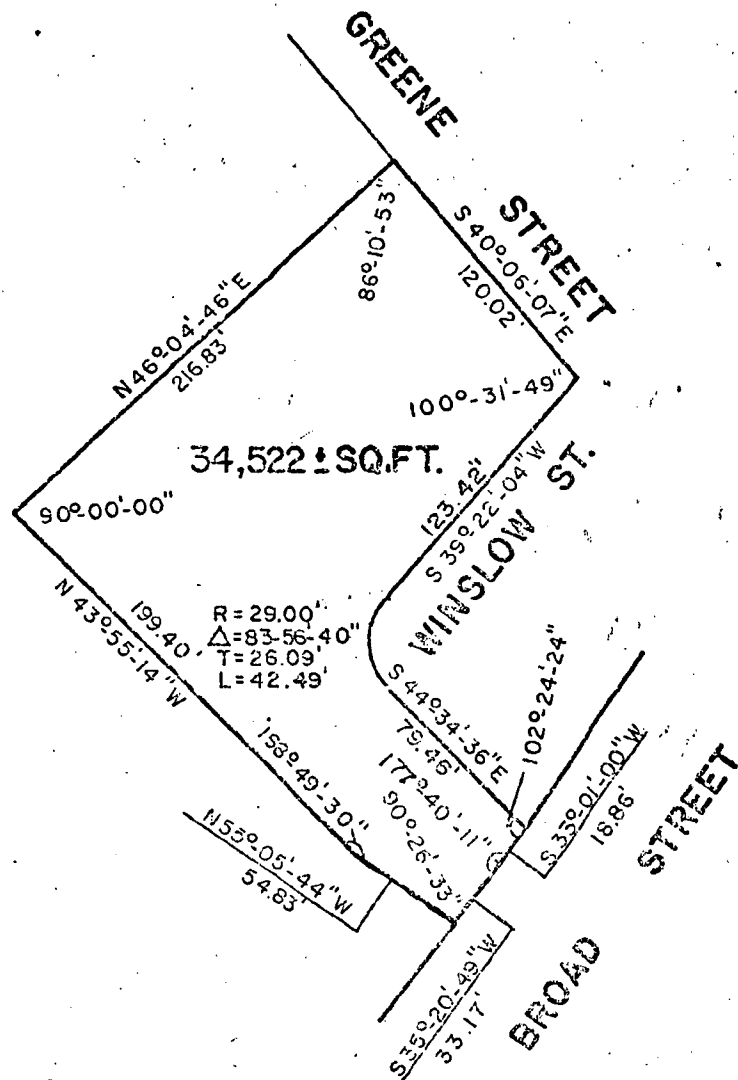 GREENE
STREET
S 40°-06'-07" E
120.02'
86°-10'-53"
N 46°-04'-46" E
216.83'
100°-31'-49"
34,522 ± SQ.FT.
123.42"
S 39°-22'-04" W
WINSLOW ST.
90°-00'-00"
N 43°-55'-14" W
199.40'
R = 29.00'
△=83-56-40"
T = 26.09'
L = 42.49'
S 44°-34'-36" E
79.46'
102°-24'-24"
177°-40'-11"
90°-26'-33"
168°-49'-30"
N 55°-05'-44" W
54.83'
S 33°-01'-00" W
18.86'
S 35°-20'-49" W
33.17'
BROAD
STREET